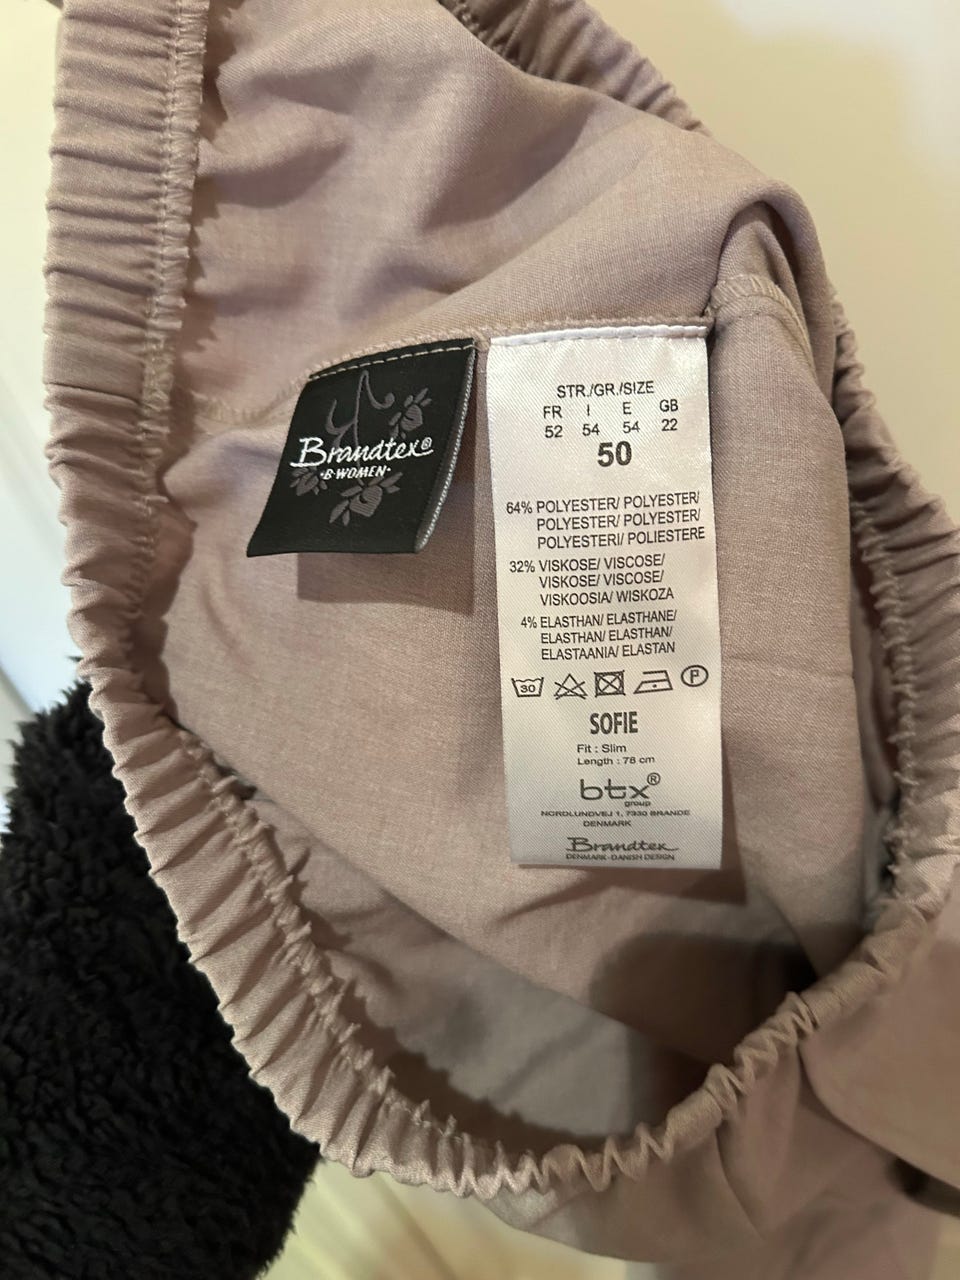 Brandtex®
·B·WOMEN·
STR./GR./SIZE
FR I E GB
52 54 54 22
50
64% POLYESTER/ POLYESTER/
POLYESTER/ POLYESTER/
POLYESTERI/ POLIESTERE
32% VISKOSE/ VISCOSE/
VISKOSE/ VISCOSE/
VISKOOSIA/ WISKOZA
4% ELASTHAN/ ELASTHANE/
ELASTHAN/ ELASTHAN/
ELASTAANIA/ ELASTAN
30 P
SOFIE
Fit : Slim
Length : 78 cm
btx®
group
NORDLUNDVEJ 1, 7330 BRANDE
DENMARK
Brandtex
DENMARK-DANISH DESIGN